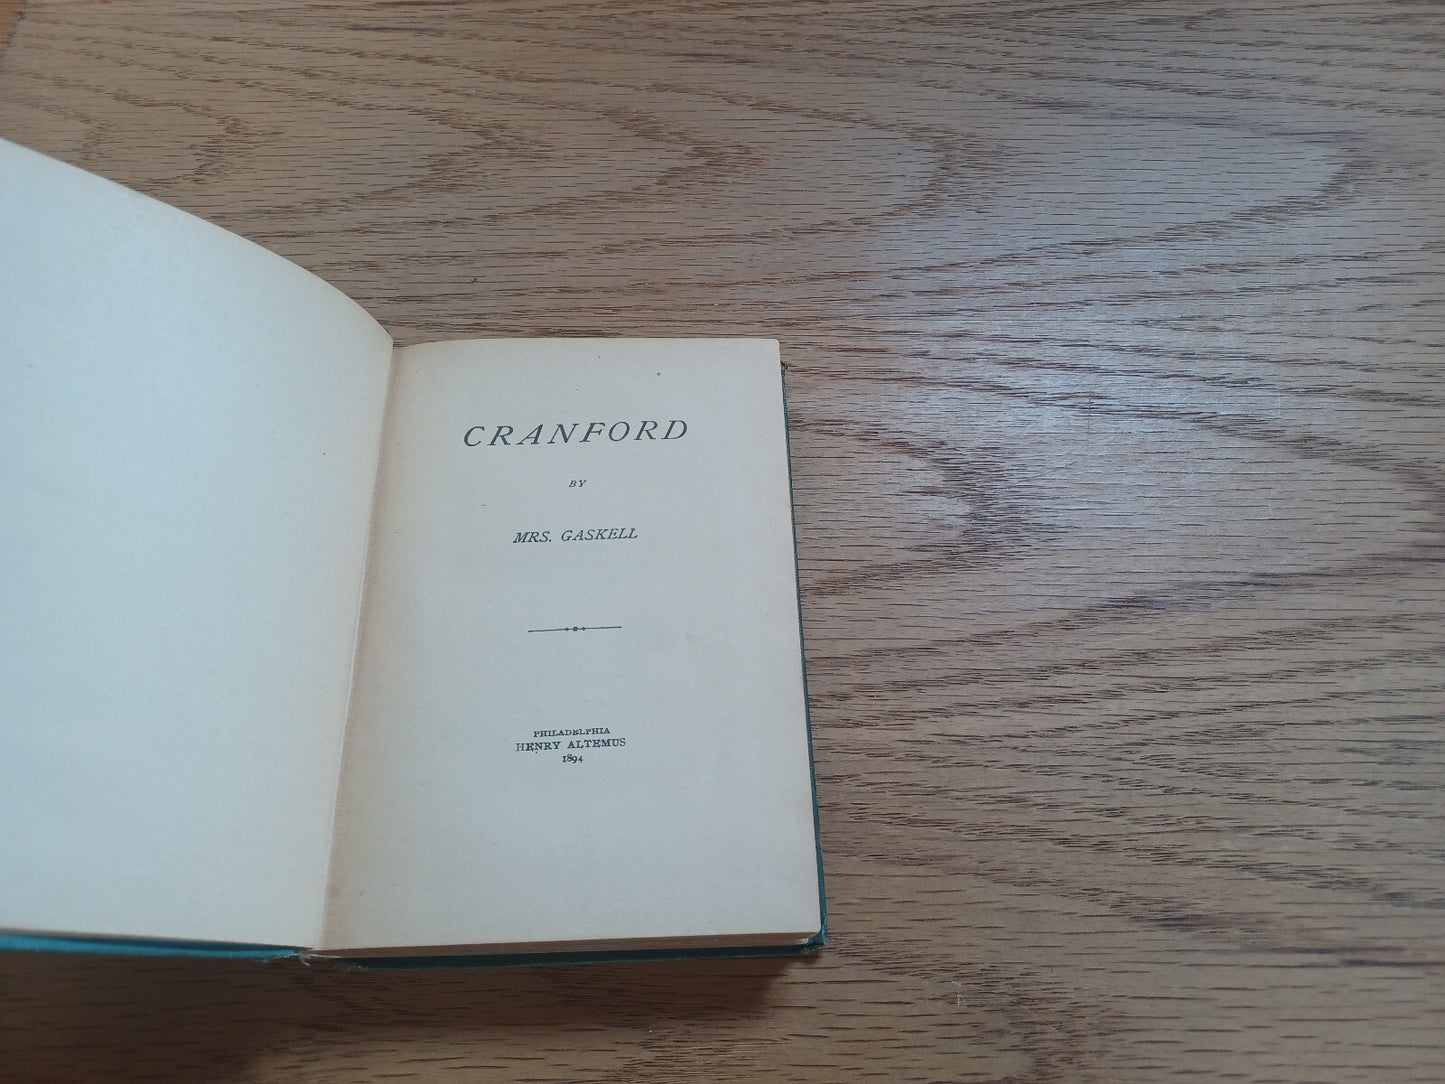 CRANFORD
BY
MRS. GASKELL
PHILADELPHIA
HENRY ALTEMUS
1894